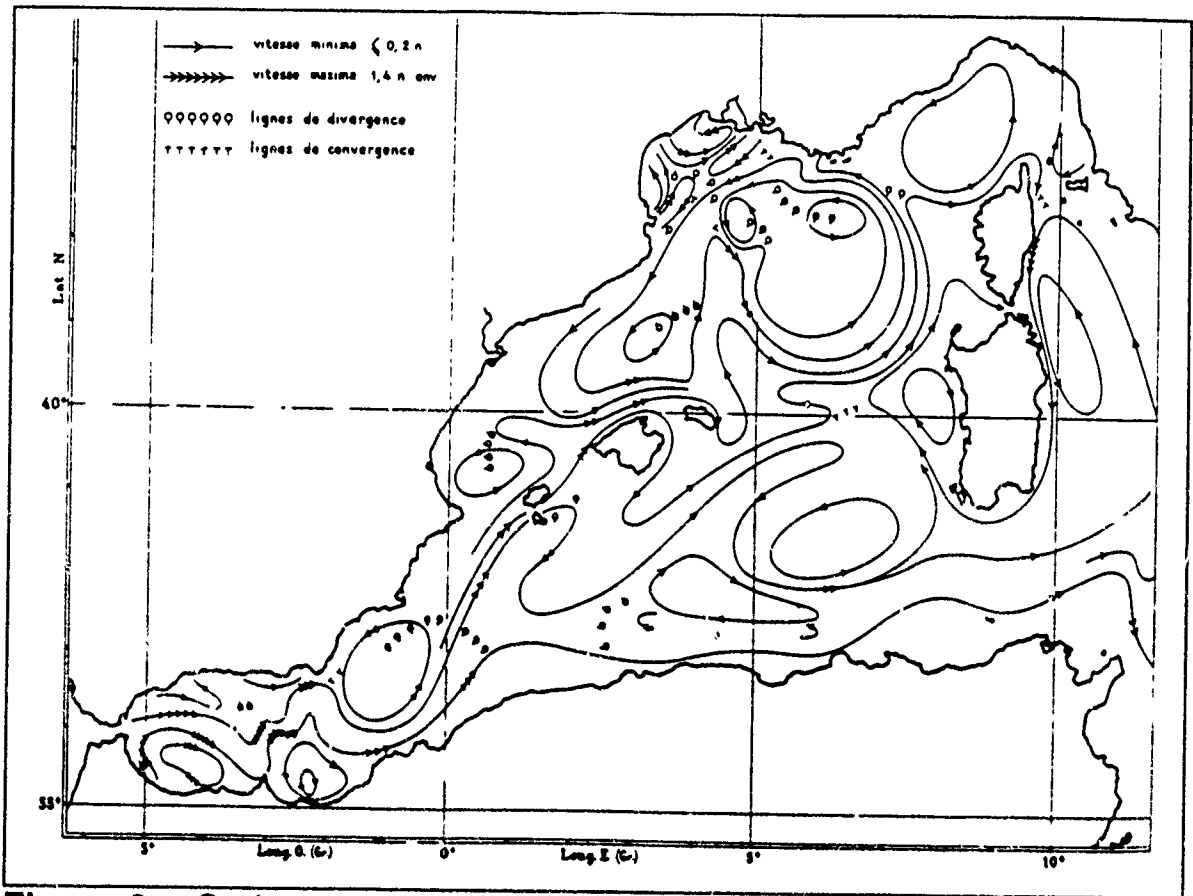 vitesse minima ⩽ 0,2 n
vitesse maxima 1,4 n env
lignes de divergence
lignes de convergence
Lat N
40°
35°
5°
Long O. (Gr.)
0°
Long E (Gr.)
5°
10°